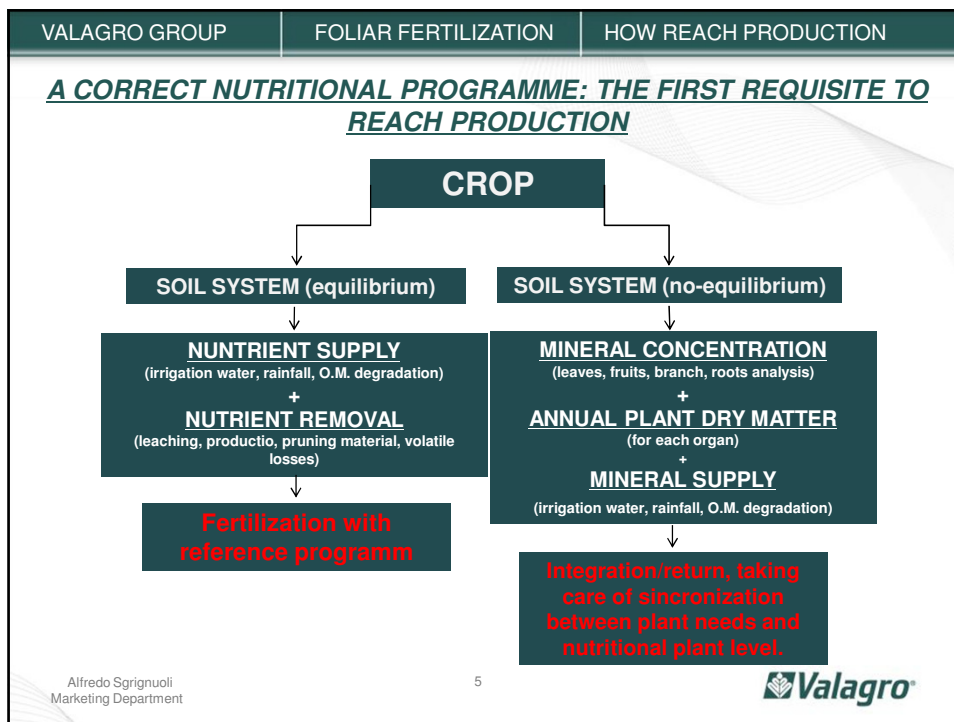 VALAGRO GROUP
FOLIAR FERTILIZATION
HOW REACH PRODUCTION
A CORRECT NUTRITIONAL PROGRAMME: THE FIRST REQUISITE TO
REACH PRODUCTION
CROP
SOIL SYSTEM (equilibrium)
NUNTRIENT SUPPLY
(irrigation water, rainfall, O.M. degradation)
+
NUTRIENT REMOVAL
(leaching, productio, pruning material, volatile
losses)
Fertilization with
reference programm
SOIL SYSTEM (no-equilibrium)
MINERAL CONCENTRATION
(leaves, fruits, branch, roots analysis)
+
ANNUAL PLANT DRY MATTER
(for each organ)
+
MINERAL SUPPLY
(irrigation water, rainfall, O.M. degradation)
Integration/return, taking
care of sincronization
between plant needs and
nutritional plant level.
Alfredo Sgrignuoli
Marketing Department
5
Valagro